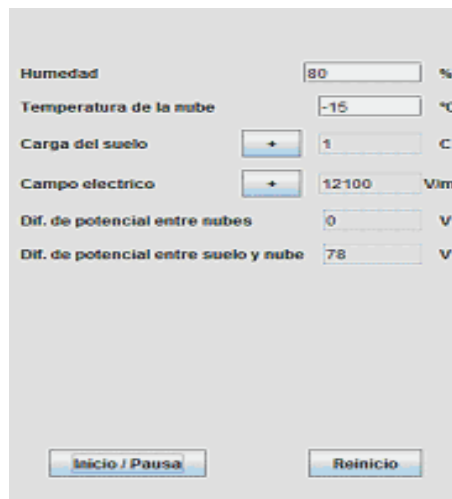 Humedad 80 %
Temperatura de la nube -15 ºC
Carga del suelo + 1 C
Campo electrico + 12100 V/m
Dif. de potencial entre nubes 0 V
Dif. de potencial entre suelo y nube 78 V
Inicio / Pausa Reinicio